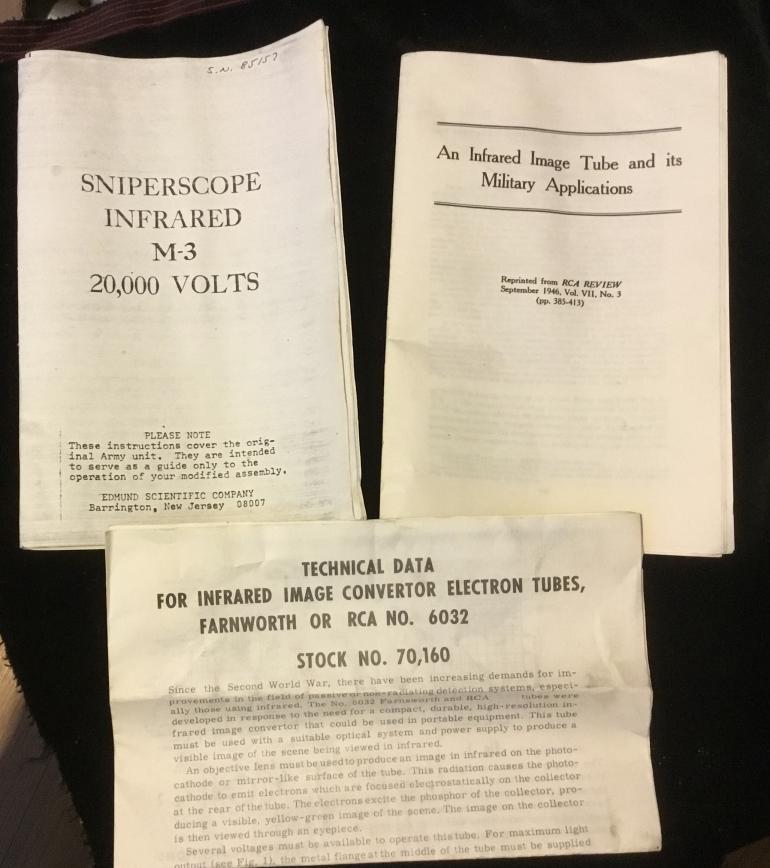 S.N. 85157
SNIPERSCOPE
INFRARED
M-3
20,000 VOLTS
PLEASE NOTE
These instructions cover the orig-
inal Army unit. They are intended
to serve as a guide only to the
operation of your modified assembly.
EDMUND SCIENTIFIC COMPANY
Barrington, New Jersey 08007
An Infrared Image Tube and its
Military Applications
Reprinted from RCA REVIEW
September 1946, Vol. VII, No. 3
(pp. 385-413)
TECHNICAL DATA
FOR INFRARED IMAGE CONVERTOR ELECTRON TUBES,
FARNWORTH OR RCA NO. 6032
STOCK NO. 70,160
Since the Second World War, there have been increasing demands for im-
provements in the field of passive or non-radiating detection systems, especi-
ally those using infrared. The No. 6032 Farnsworth and RCA tubes were
developed in response to the need for a compact, durable, high-resolution in-
frared image convertor that could be used in portable equipment. This tube
must be used with a suitable optical system and power supply to produce a
visible image of the scene being viewed in infrared.
An objective lens must be used to produce an image in infrared on the photo-
cathode or mirror-like surface of the tube. This radiation causes the photo-
cathode to emit electrons which are focused electrostatically on the collector
at the rear of the tube. The electrons excite the phosphor of the collector, pro-
ducing a visible, yellow-green image of the scene. The image on the collector
is then viewed through an eyepiece.
Several voltages must be available to operate this tube. For maximum light
output (see Fig. 1), the metal flange at the middle of the tube must be supplied